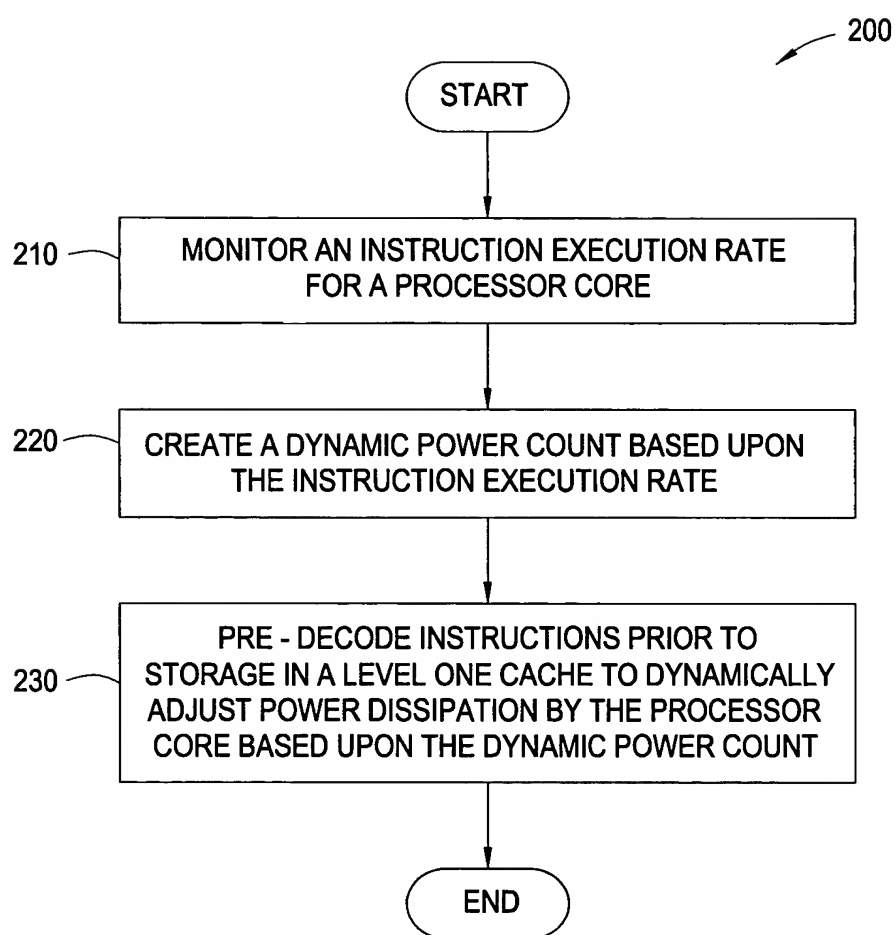 200
START
210
MONITOR AN INSTRUCTION EXECUTION RATE
FOR A PROCESSOR CORE
220
CREATE A DYNAMIC POWER COUNT BASED UPON
THE INSTRUCTION EXECUTION RATE
230
PRE - DECODE INSTRUCTIONS PRIOR TO
STORAGE IN A LEVEL ONE CACHE TO DYNAMICALLY
ADJUST POWER DISSIPATION BY THE PROCESSOR
CORE BASED UPON THE DYNAMIC POWER COUNT
END